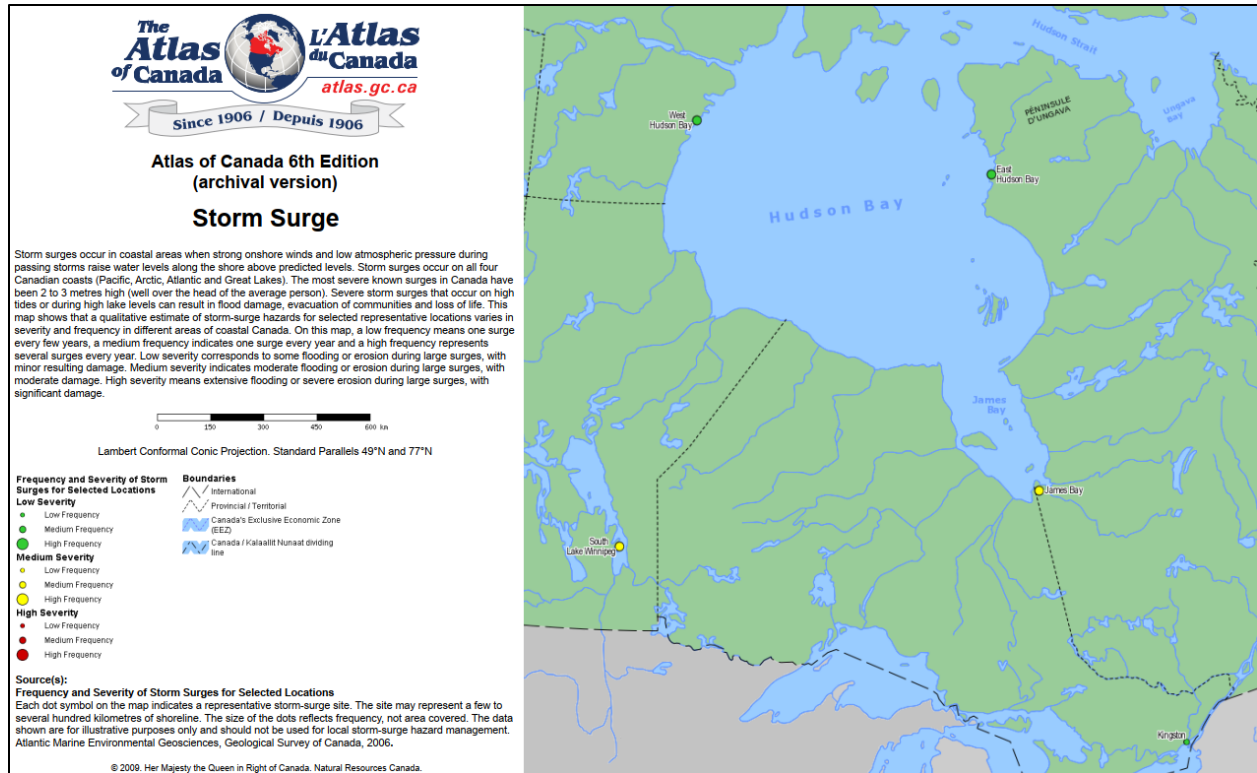 The
Atlas
of Canada
L'Atlas
du Canada
atlas.gc.ca
Since 1906 / Depuis 1906
Atlas of Canada 6th Edition
(archival version)
Storm Surge
Storm surges occur in coastal areas when strong onshore winds and low atmospheric pressure during
passing storms raise water levels along the shore above predicted levels. Storm surges occur on all four
Canadian coasts (Pacific, Arctic, Atlantic and Great Lakes). The most severe known surges in Canada have
been 2 to 3 metres high (well over the head of the average person). Severe storm surges that occur on high
tides or during high lake levels can result in flood damage, evacuation of communities and loss of life. This
map shows that a qualitative estimate of storm-surge hazards for selected representative locations varies in
severity and frequency in different areas of coastal Canada. On this map, a low frequency means one surge
every few years, a medium frequency indicates one surge every year and a high frequency represents
several surges every year. Low severity corresponds to some flooding or erosion during large surges, with
minor resulting damage. Medium severity indicates moderate flooding or erosion during large surges, with
moderate damage. High severity means extensive flooding or severe erosion during large surges, with
significant damage.
0 150 300 450 600 km
Lambert Conformal Conic Projection. Standard Parallels 49°N and 77°N
Frequency and Severity of Storm
Surges for Selected Locations
Low Severity
Low Frequency
Medium Frequency
High Frequency
Medium Severity
Low Frequency
Medium Frequency
High Frequency
High Severity
Low Frequency
Medium Frequency
High Frequency
Boundaries
International
Provincial / Territorial
Canada's Exclusive Economic Zone
(EEZ)
Canada / Kalaallit Nunaat dividing
line
Source(s):
Frequency and Severity of Storm Surges for Selected Locations
Each dot symbol on the map indicates a representative storm-surge site. The site may represent a few to
several hundred kilometres of shoreline. The size of the dots reflects frequency, not area covered. The data
shown are for illustrative purposes only and should not be used for local storm-surge hazard management.
Atlantic Marine Environmental Geosciences, Geological Survey of Canada, 2006.
© 2009. Her Majesty the Queen in Right of Canada. Natural Resources Canada.
Hudson Strait
Ungava
Bay
PÉNINSULE
D'UNGAVA
West
Hudson Bay
East
Hudson Bay
Hudson Bay
James
Bay
James Bay
South
Lake Winnipeg
Kingston